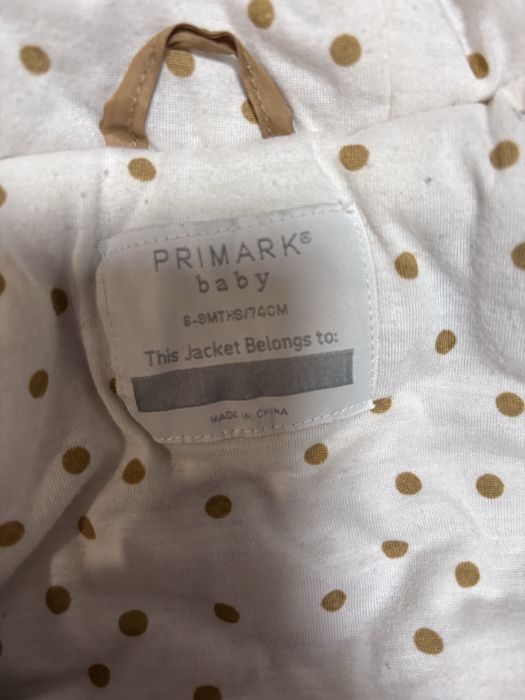 PRIMARK®
baby
6-9MTHS/74CM
This Jacket Belongs to:
MADE IN CHINA